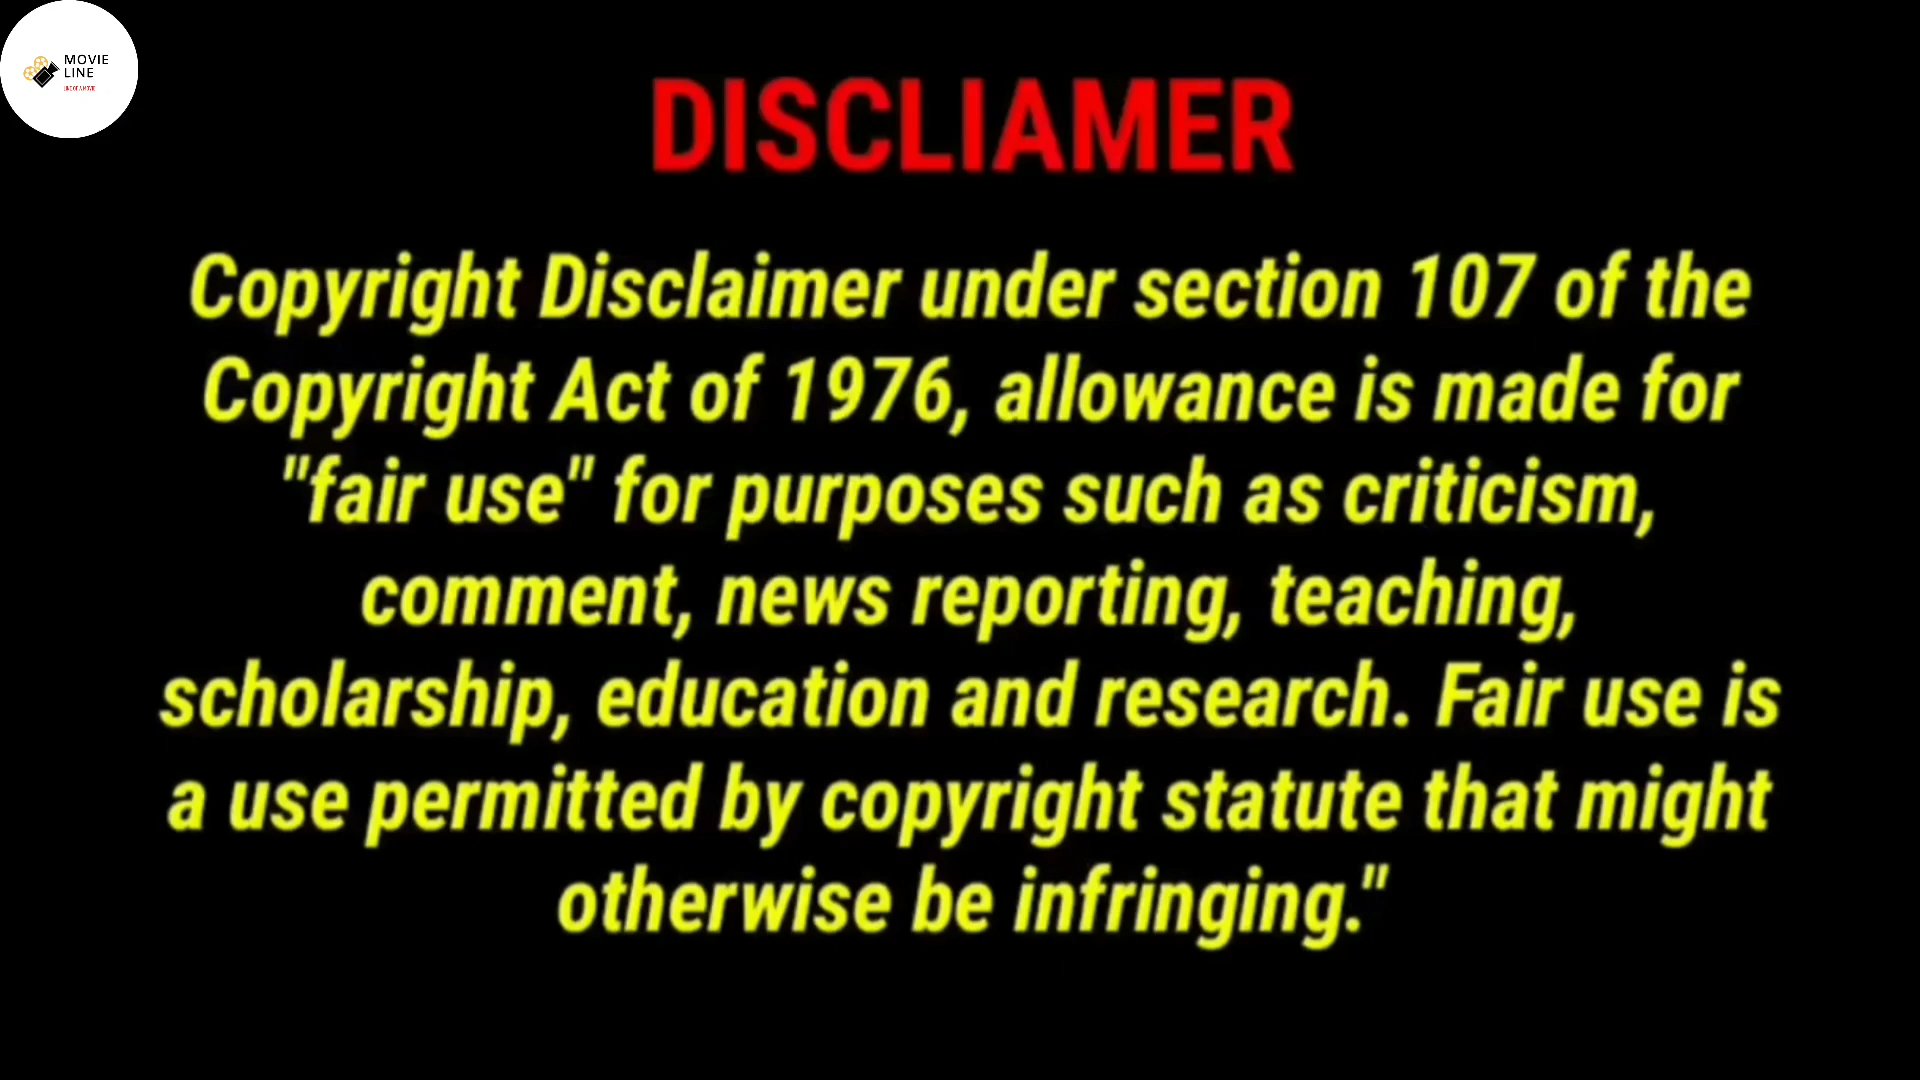 MOVIE
LINE
DISCLIAMER
Copyright Disclaimer under section 107 of the
Copyright Act of 1976, allowance is made for
"fair use" for purposes such as criticism,
comment, news reporting, teaching,
scholarship, education and research. Fair use is
a use permitted by copyright statute that might
otherwise be infringing."